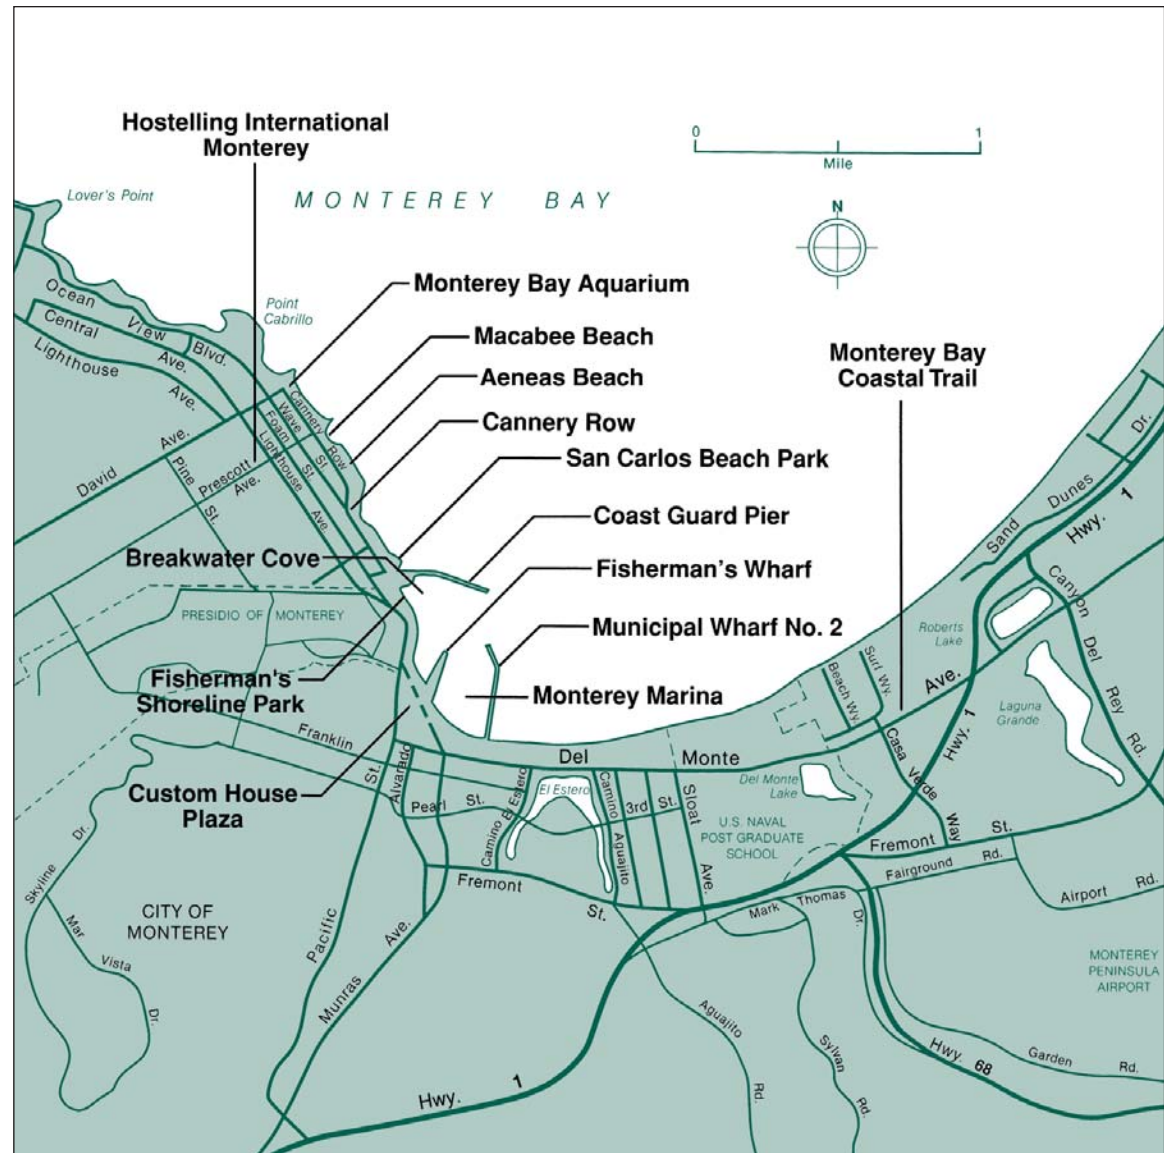 Hostelling International
Monterey
0
1
Mile
Lover's Point
MONTEREY BAY
N
Monterey Bay Aquarium
Point
Cabrillo
Macabee Beach
Aeneas Beach
Cannery Row
San Carlos Beach Park
Coast Guard Pier
Fisherman's Wharf
Municipal Wharf No. 2
Monterey Marina
Monterey Bay
Coastal Trail
Breakwater Cove
Fisherman's
Shoreline Park
Custom House
Plaza
Ocean View Blvd.
Central Ave.
Lighthouse Ave.
David Ave.
Pine St.
Prescott
Ave.
Cannery Row
Wave St.
Foam St.
Lighthouse Ave.
PRESIDIO OF MONTEREY
Franklin St.
Alvarado
Pearl St.
Camino El Estero
El Estero
Camino Aguajito
3rd St.
Sloat Ave.
Del Monte Ave.
Del Monte
Lake
U.S. NAVAL
POST GRADUATE
SCHOOL
Beach Wy.
Surf Wy.
Casa Verde Way
Roberts
Lake
Laguna
Grande
Sand Dunes Dr.
Hwy. 1
Canyon Del Rey Rd.
Hwy. 1
Fremont St.
Fairground Rd.
Airport Rd.
MONTEREY
PENINSULA
AIRPORT
Fremont St.
Mark Thomas Dr.
Skyline Dr.
Mar Vista Dr.
CITY OF
MONTEREY
Pacific
Munras Ave.
Hwy. 1
Aguajito Rd.
Sylvan Rd.
Hwy. 68
Garden Rd.